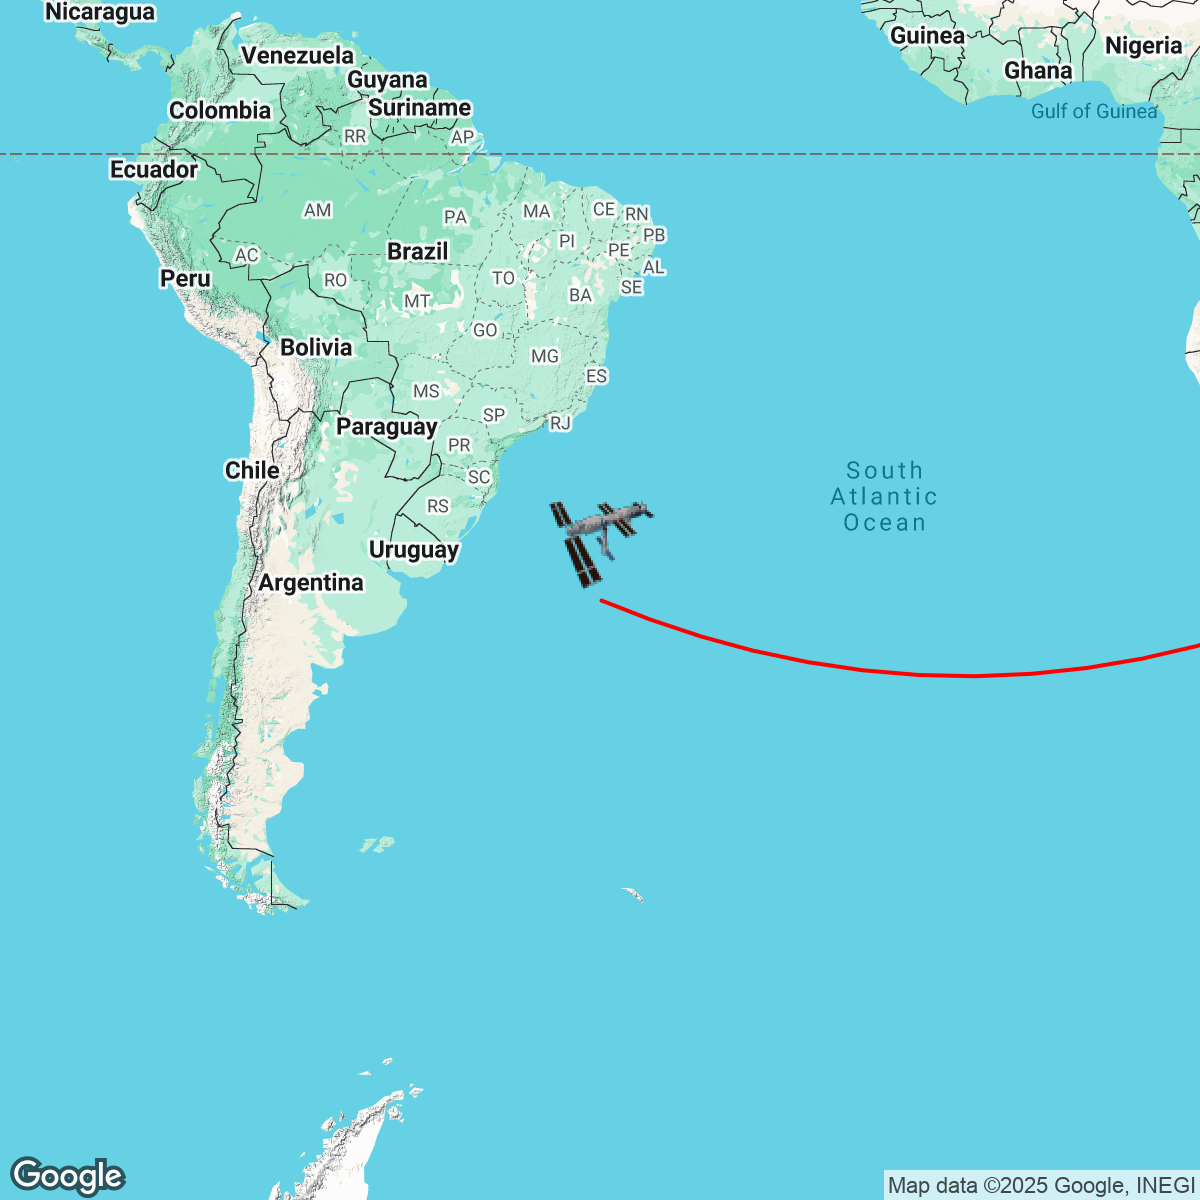 Nicaragua
Guinea
Nigeria
Venezuela
Ghana
Guyana
Suriname
Colombia
Gulf of Guinea
RR
AP
Ecuador
AM
PA
MA
CE
RN
PB
PI
PE
Brazil
AC
AL
TO
Peru
RO
SE
BA
MT
GO
Bolivia
MG
ES
MS
SP
RJ
Paraguay
PR
Chile
SC
South
Atlantic
Ocean
RS
Uruguay
Argentina
Google
Map data ©2025 Google, INEGI